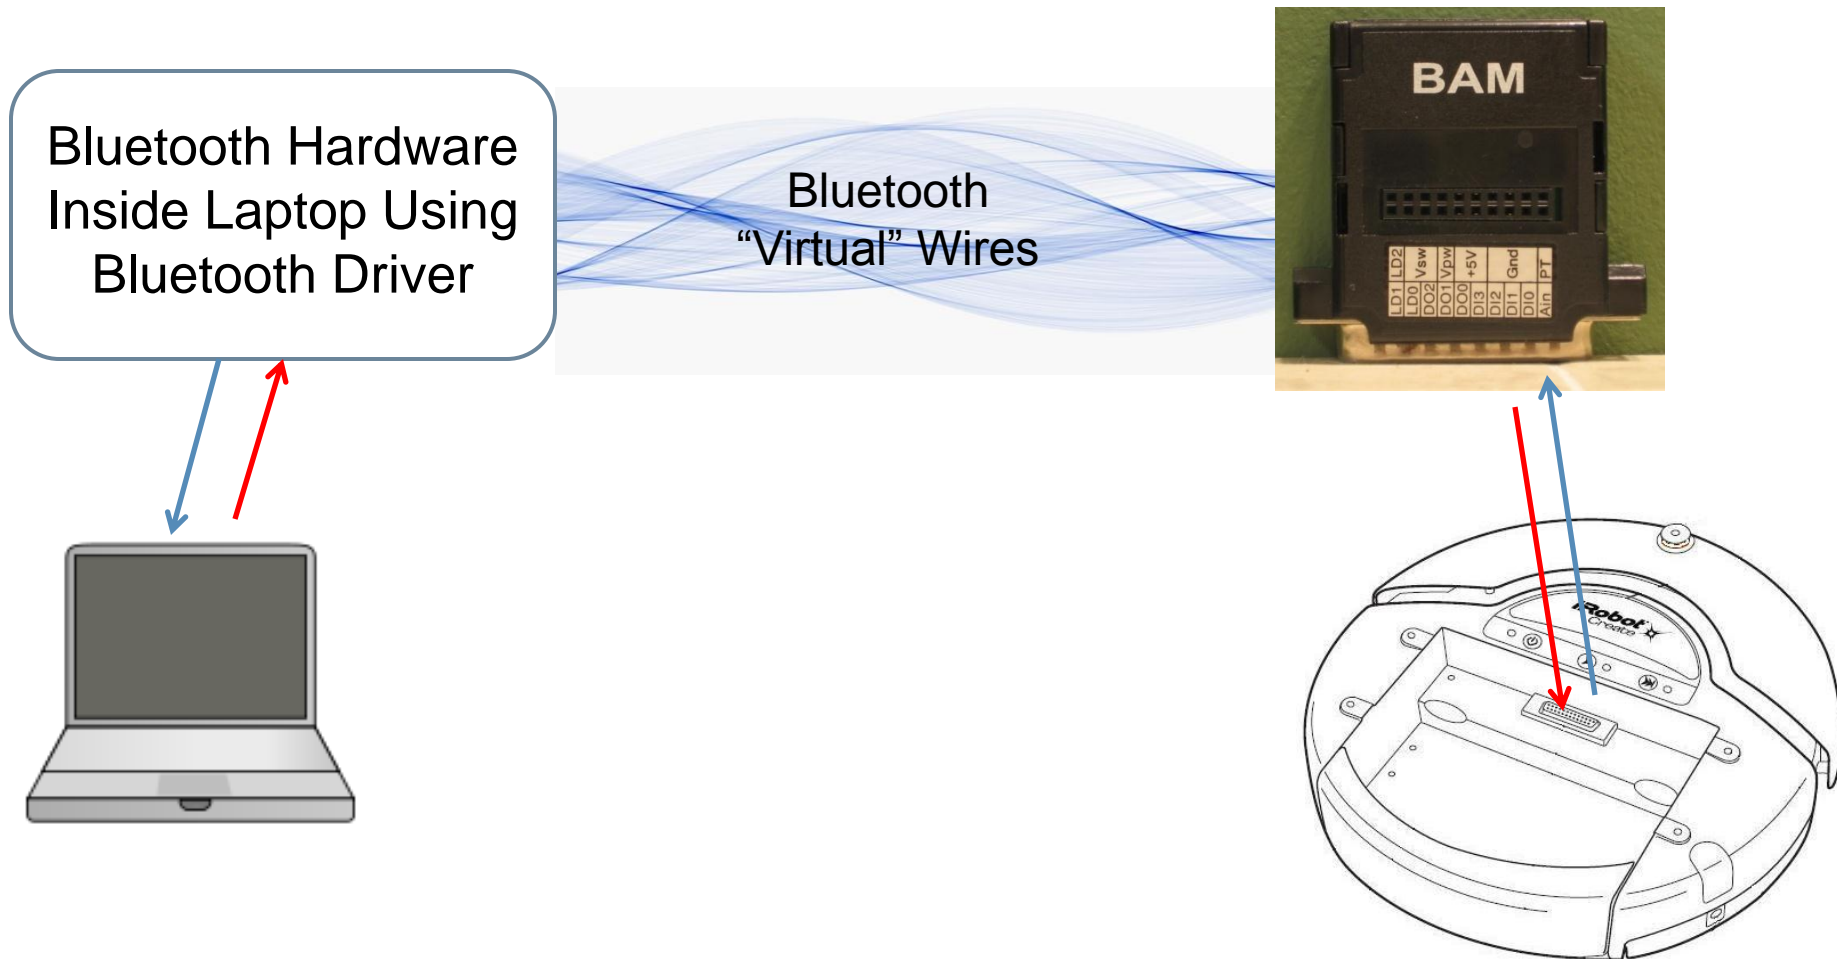 Bluetooth Hardware
Inside Laptop Using
Bluetooth Driver
Bluetooth
“Virtual” Wires
BAM
LD1 LD2
LD0 Vsw
DO2
DO1 Vpw
DO0 +5V
DI3
DI2
DI1 Gnd
DI0
Ain PT
iRobot
Create